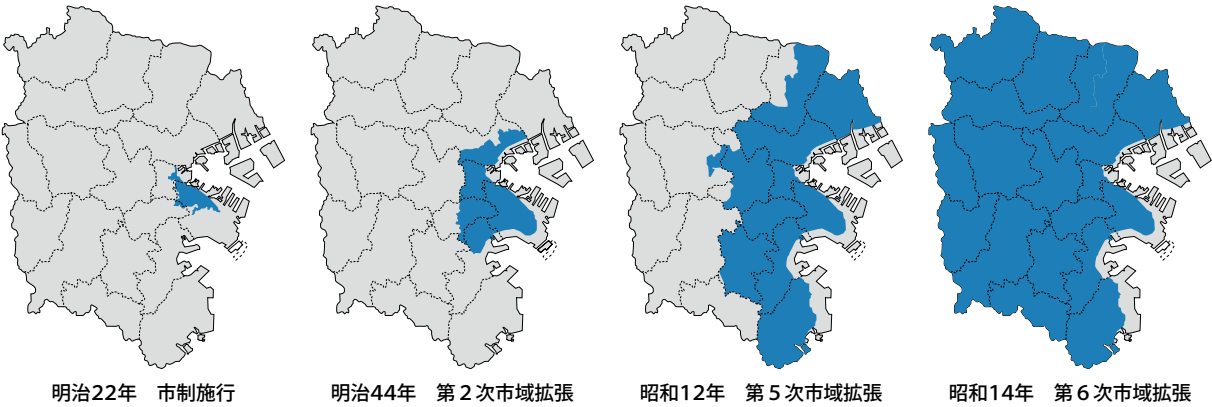 明治22年　市制施行
明治44年　第２次市域拡張
昭和12年　第５次市域拡張
昭和14年　第６次市域拡張